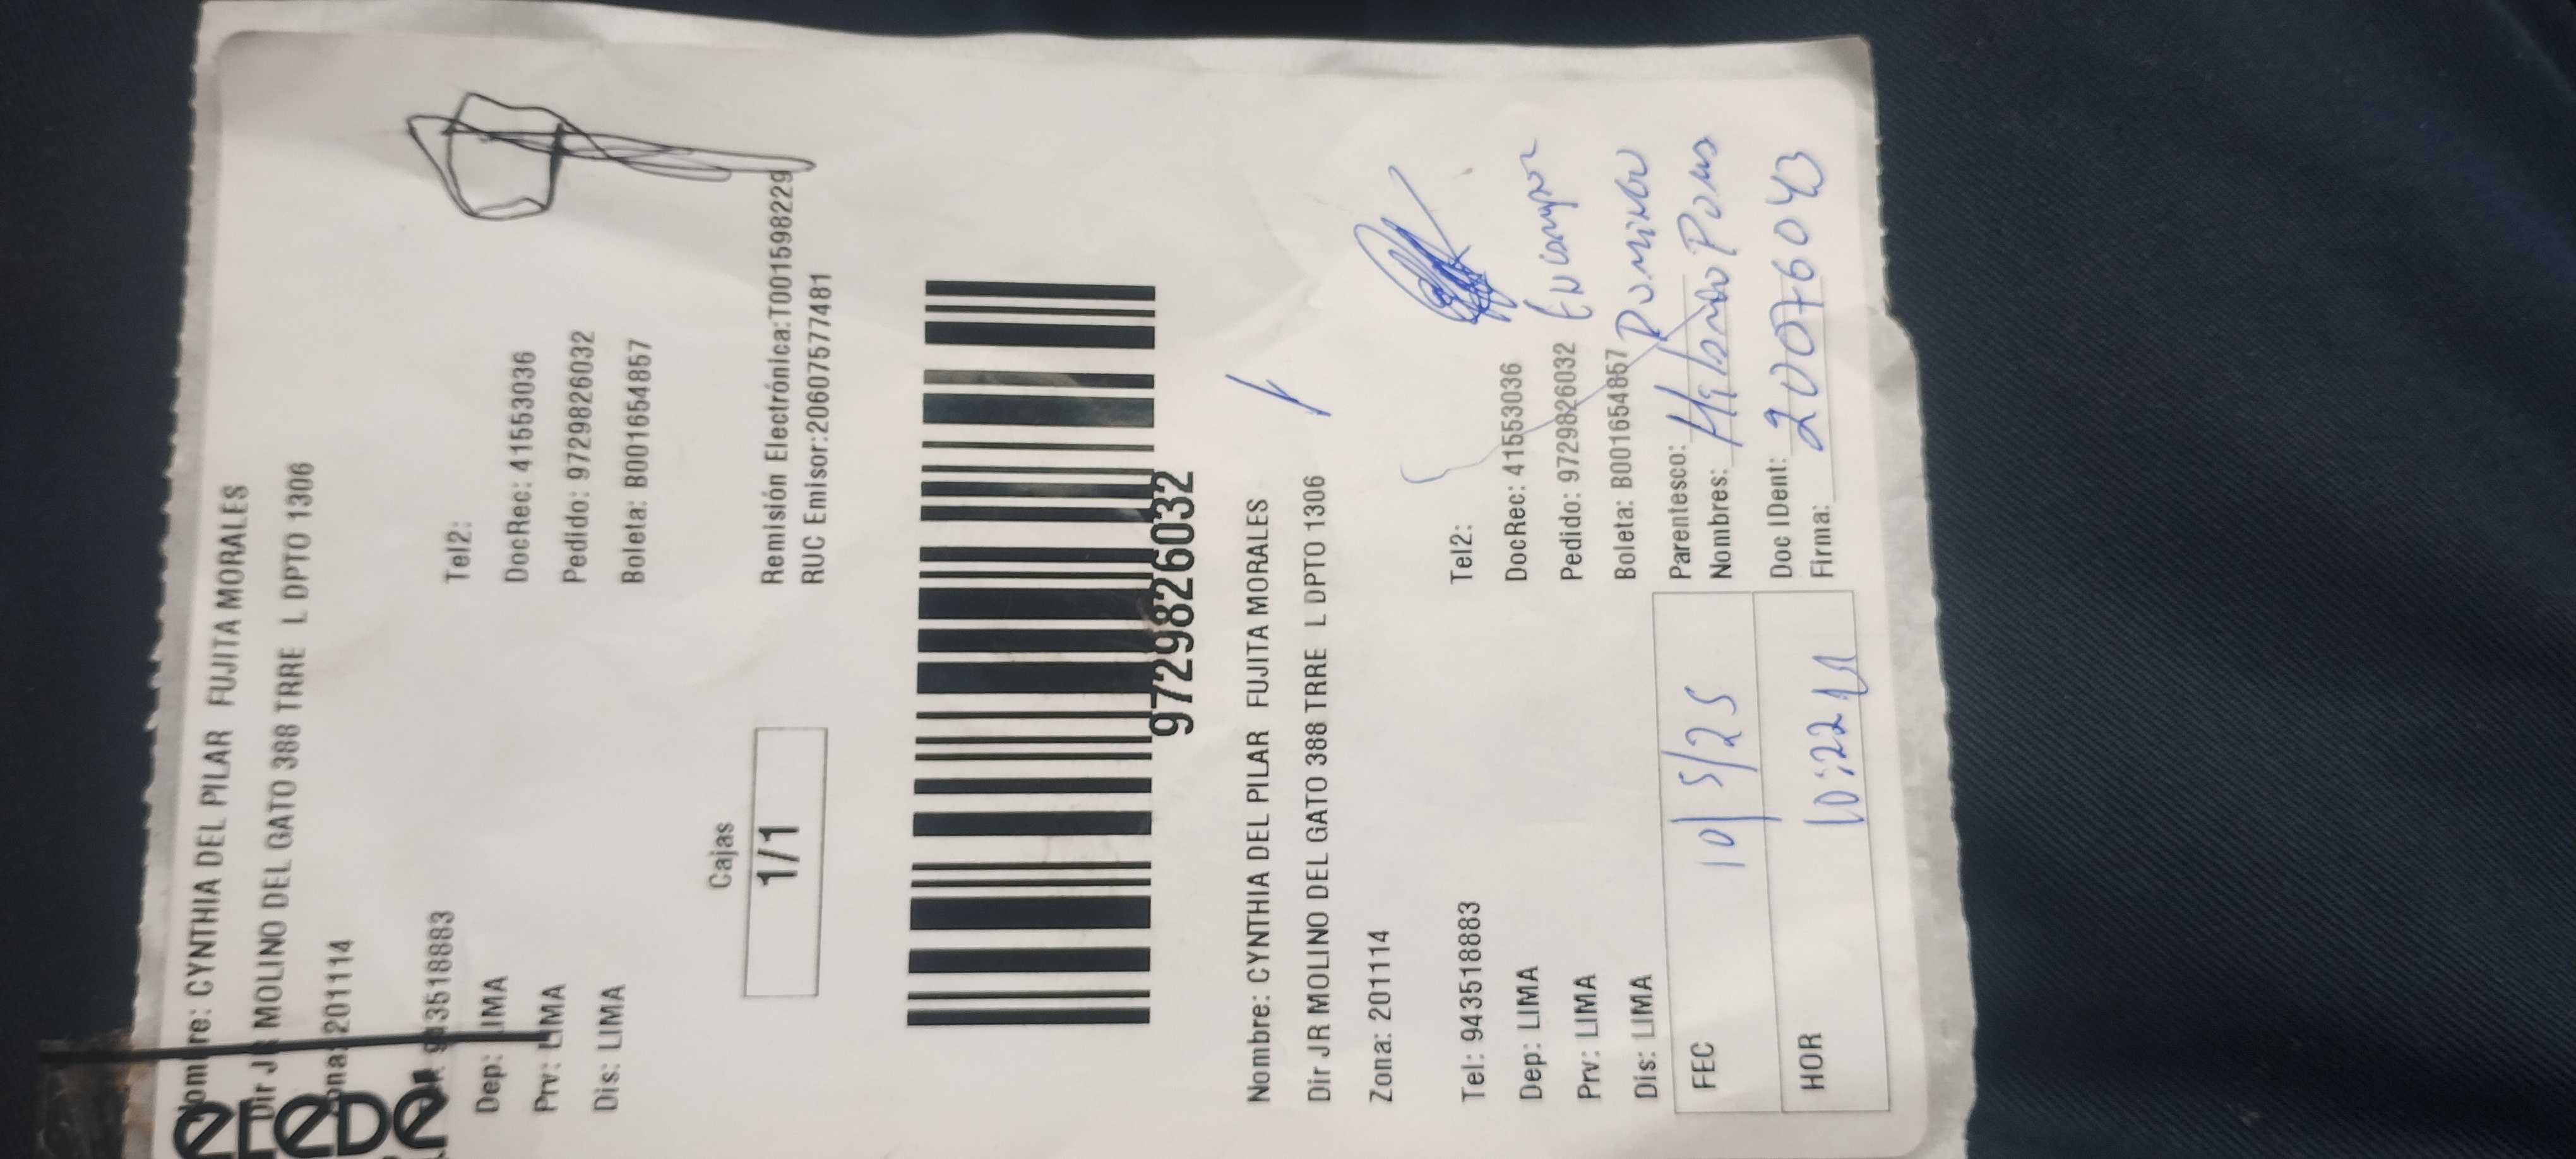 Nombre: CYNTHIA DEL PILAR FUJITA MORALES
Dir JR MOLINO DEL GATO 388 TRRE L DPTO 1306
Zona: 201114
943518883
Tel2:
Dep: LIMA
DocRec: 41553036
Prv: LIMA
Pedido: 9729826032
Dis: LIMA
Boleta: B001654857
Cajas
1/1
Remisión Electrónica:T001598229
RUC Emisor:20607577481
9729826032
Nombre: CYNTHIA DEL PILAR FUJITA MORALES
Dir JR MOLINO DEL GATO 388 TRRE L DPTO 1306
Zona: 201114
Tel: 943518883
Tel2:
Dep: LIMA
DocRec: 41553036
Prv: LIMA
Pedido: 9729826032
Dis: LIMA
Boleta: B001654857
FEC 10/5/25
Parentesco:
Nombres:
HOR 10:22
Doc IDent: 20076043
Firma: